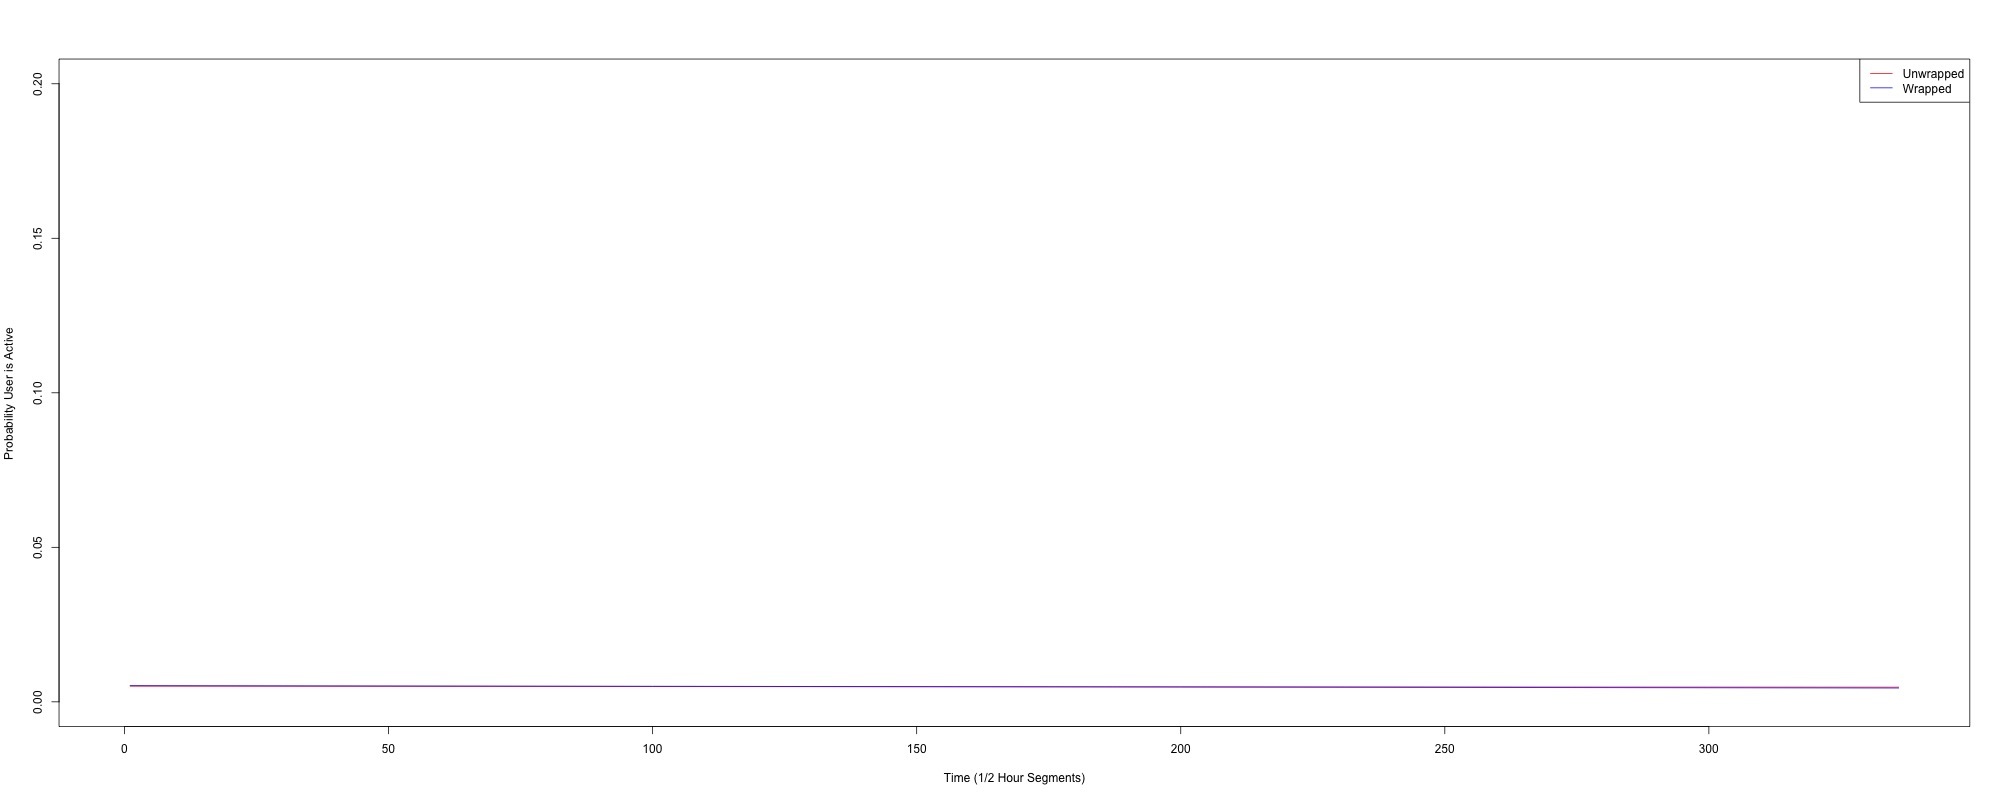 Unwrapped
Wrapped
Probability User is Active
0.20
0.15
0.10
0.05
0.00
0 50 100 150 200 250 300
Time (1/2 Hour Segments)